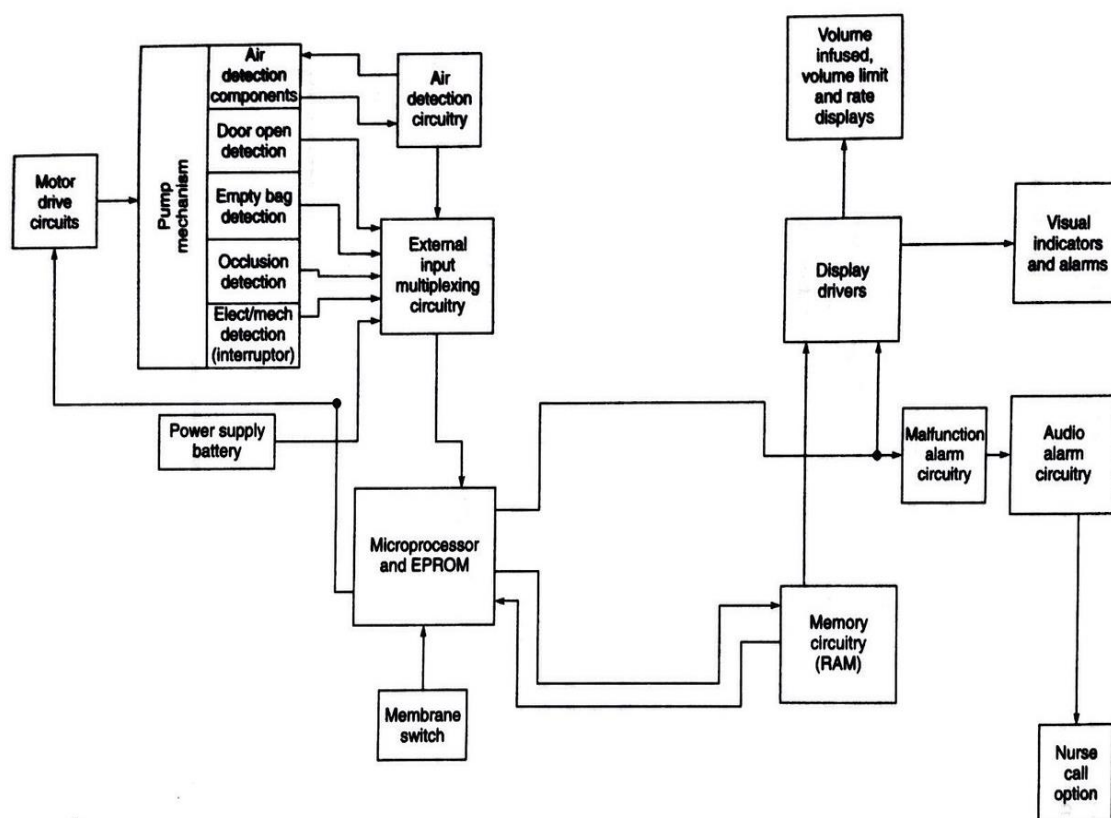 Volume
infused,
volume limit
and rate
displays
Air
detection
components
Air
detection
circuitry
Door open
detection
Motor
drive
circuits
Pump
mechanism
Empty bag
detection
Occlusion
detection
Elect/mech
detection
(interruptor)
External
input
multiplexing
circuitry
Display
drivers
Visual
indicators
and alarms
Power supply
battery
Malfunction
alarm
circuitry
Audio
alarm
circuitry
Microprocessor
and EPROM
Memory
circuitry
(RAM)
Membrane
switch
Nurse
call
option